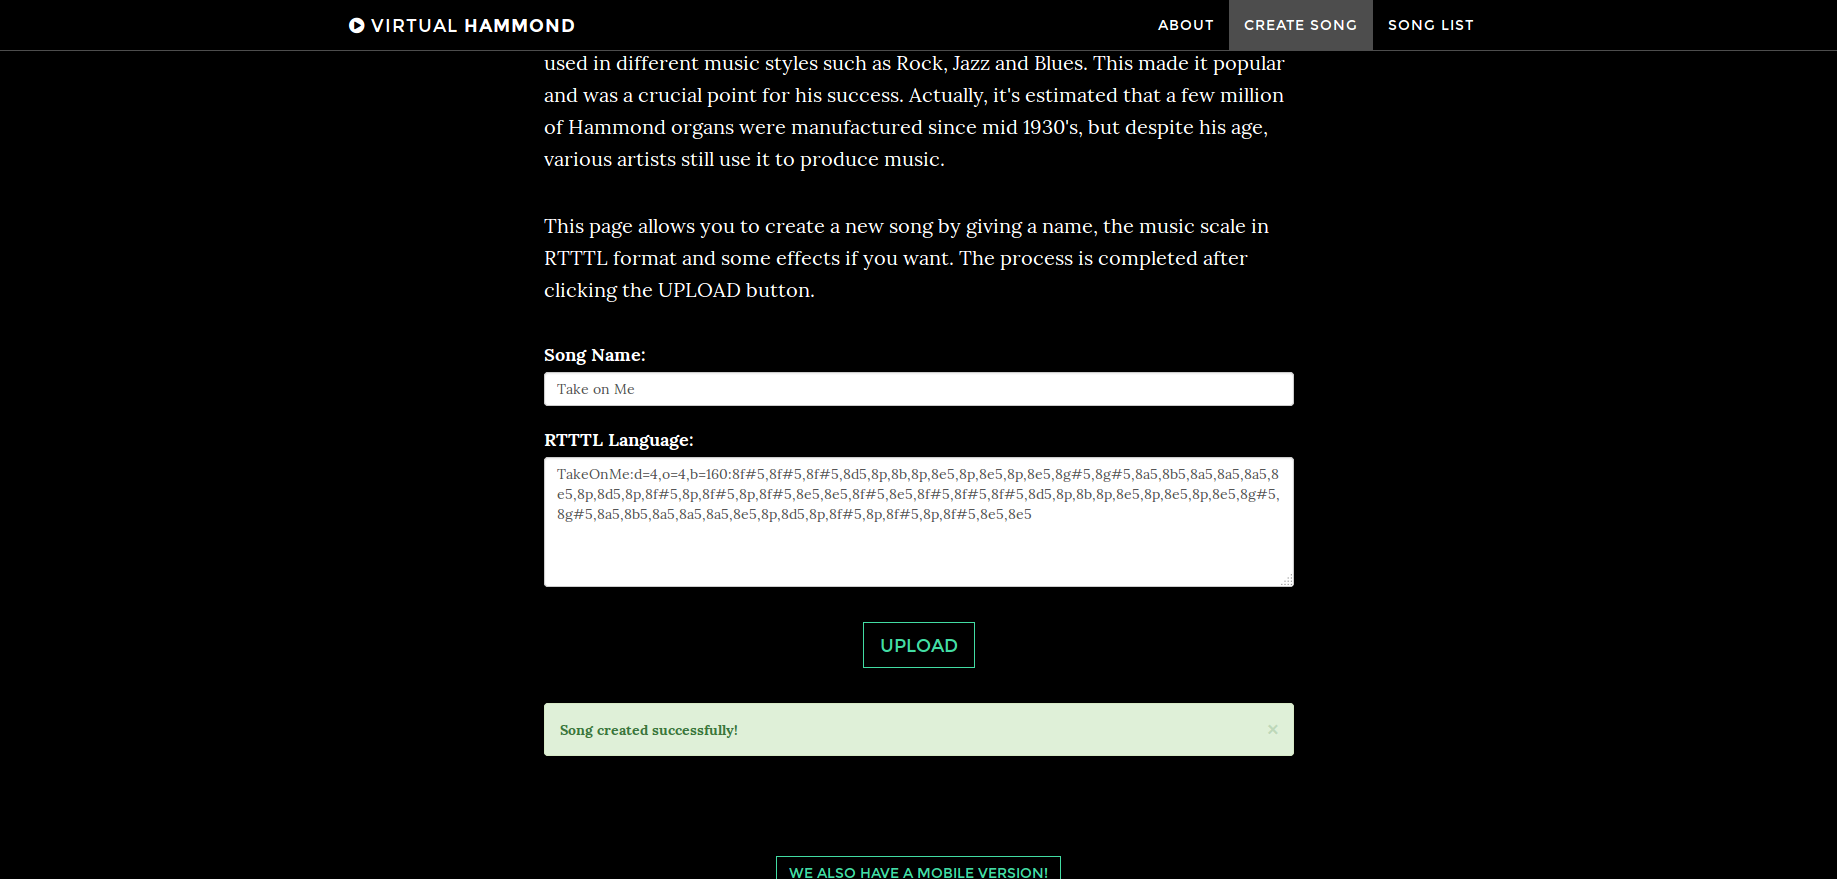 VIRTUAL HAMMOND
ABOUT
CREATE SONG
SONG LIST
used in different music styles such as Rock, Jazz and Blues. This made it popular
and was a crucial point for his success. Actually, it's estimated that a few million
of Hammond organs were manufactured since mid 1930's, but despite his age,
various artists still use it to produce music.
This page allows you to create a new song by giving a name, the music scale in
RTTTL format and some effects if you want. The process is completed after
clicking the UPLOAD button.
Song Name:
Take on Me
RTTTL Language:
TakeOnMe:d=4,o=4,b=160:8f#5,8f#5,8f#5,8d5,8p,8b,8p,8e5,8p,8e5,8p,8e5,8g#5,8g#5,8a5,8b5,8a5,8a5,8a5,8
e5,8p,8d5,8p,8f#5,8p,8f#5,8p,8f#5,8e5,8e5,8f#5,8e5,8f#5,8f#5,8f#5,8d5,8p,8b,8p,8e5,8p,8e5,8p,8e5,8g#5,
8g#5,8a5,8b5,8a5,8a5,8a5,8e5,8p,8d5,8p,8f#5,8p,8f#5,8p,8f#5,8e5,8e5
UPLOAD
Song created successfully!
×
WE ALSO HAVE A MOBILE VERSION!